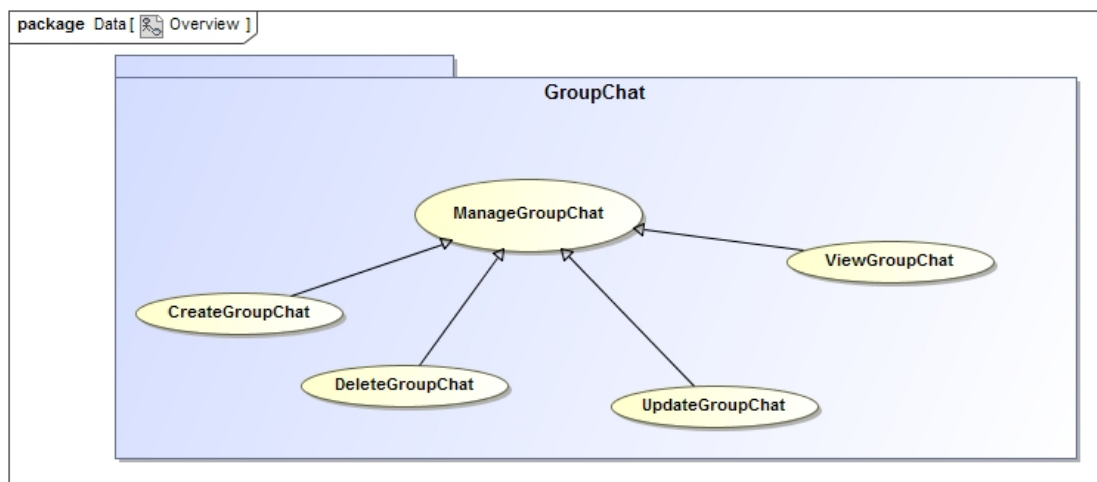 package Data [ Overview ]
GroupChat
ManageGroupChat
ViewGroupChat
CreateGroupChat
DeleteGroupChat
UpdateGroupChat